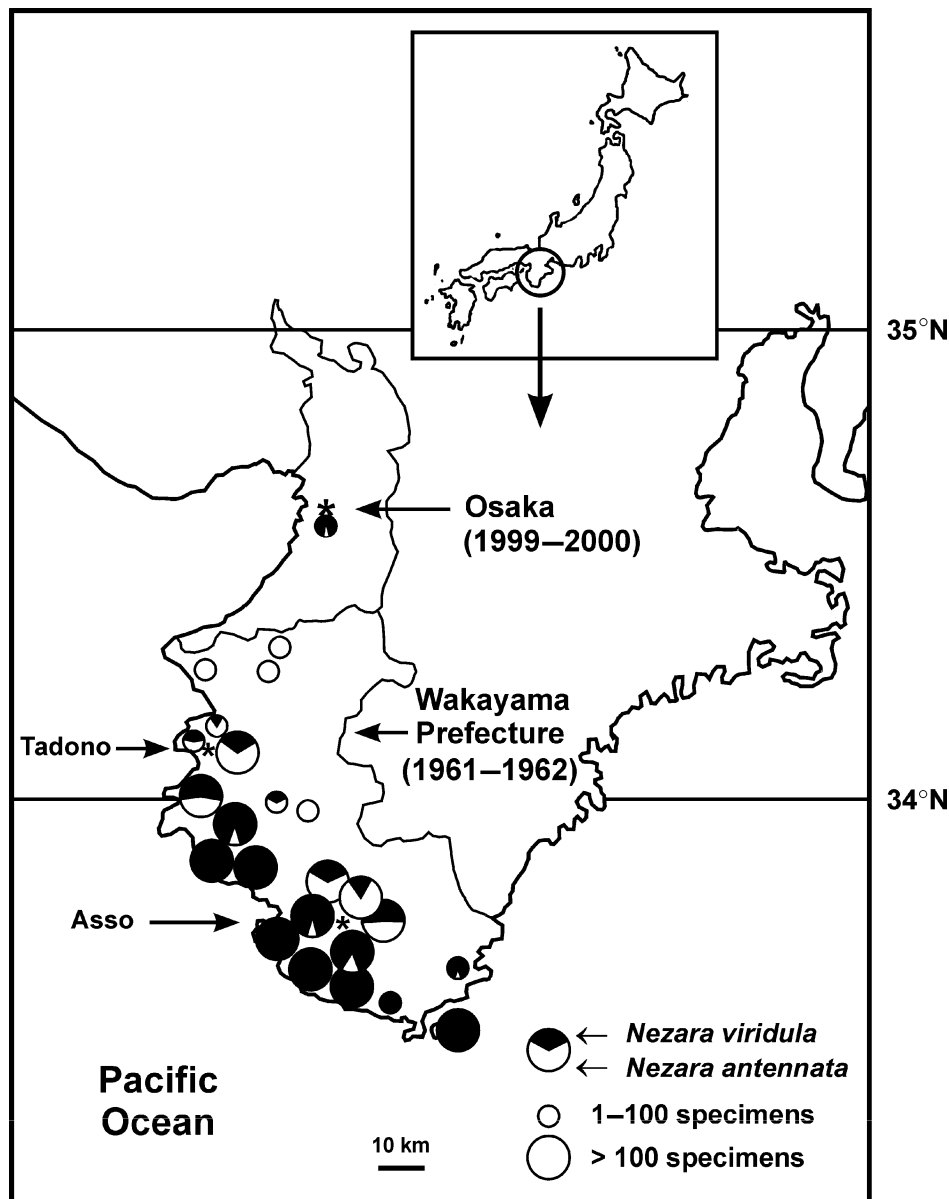 35°N
*
Osaka
(1999–2000)
Wakayama
Prefecture
(1961–1962)
Tadono
*
34°N
Asso
*
Nezara viridula
Nezara antennata
Pacific
Ocean
1–100 specimens
10 km
> 100 specimens